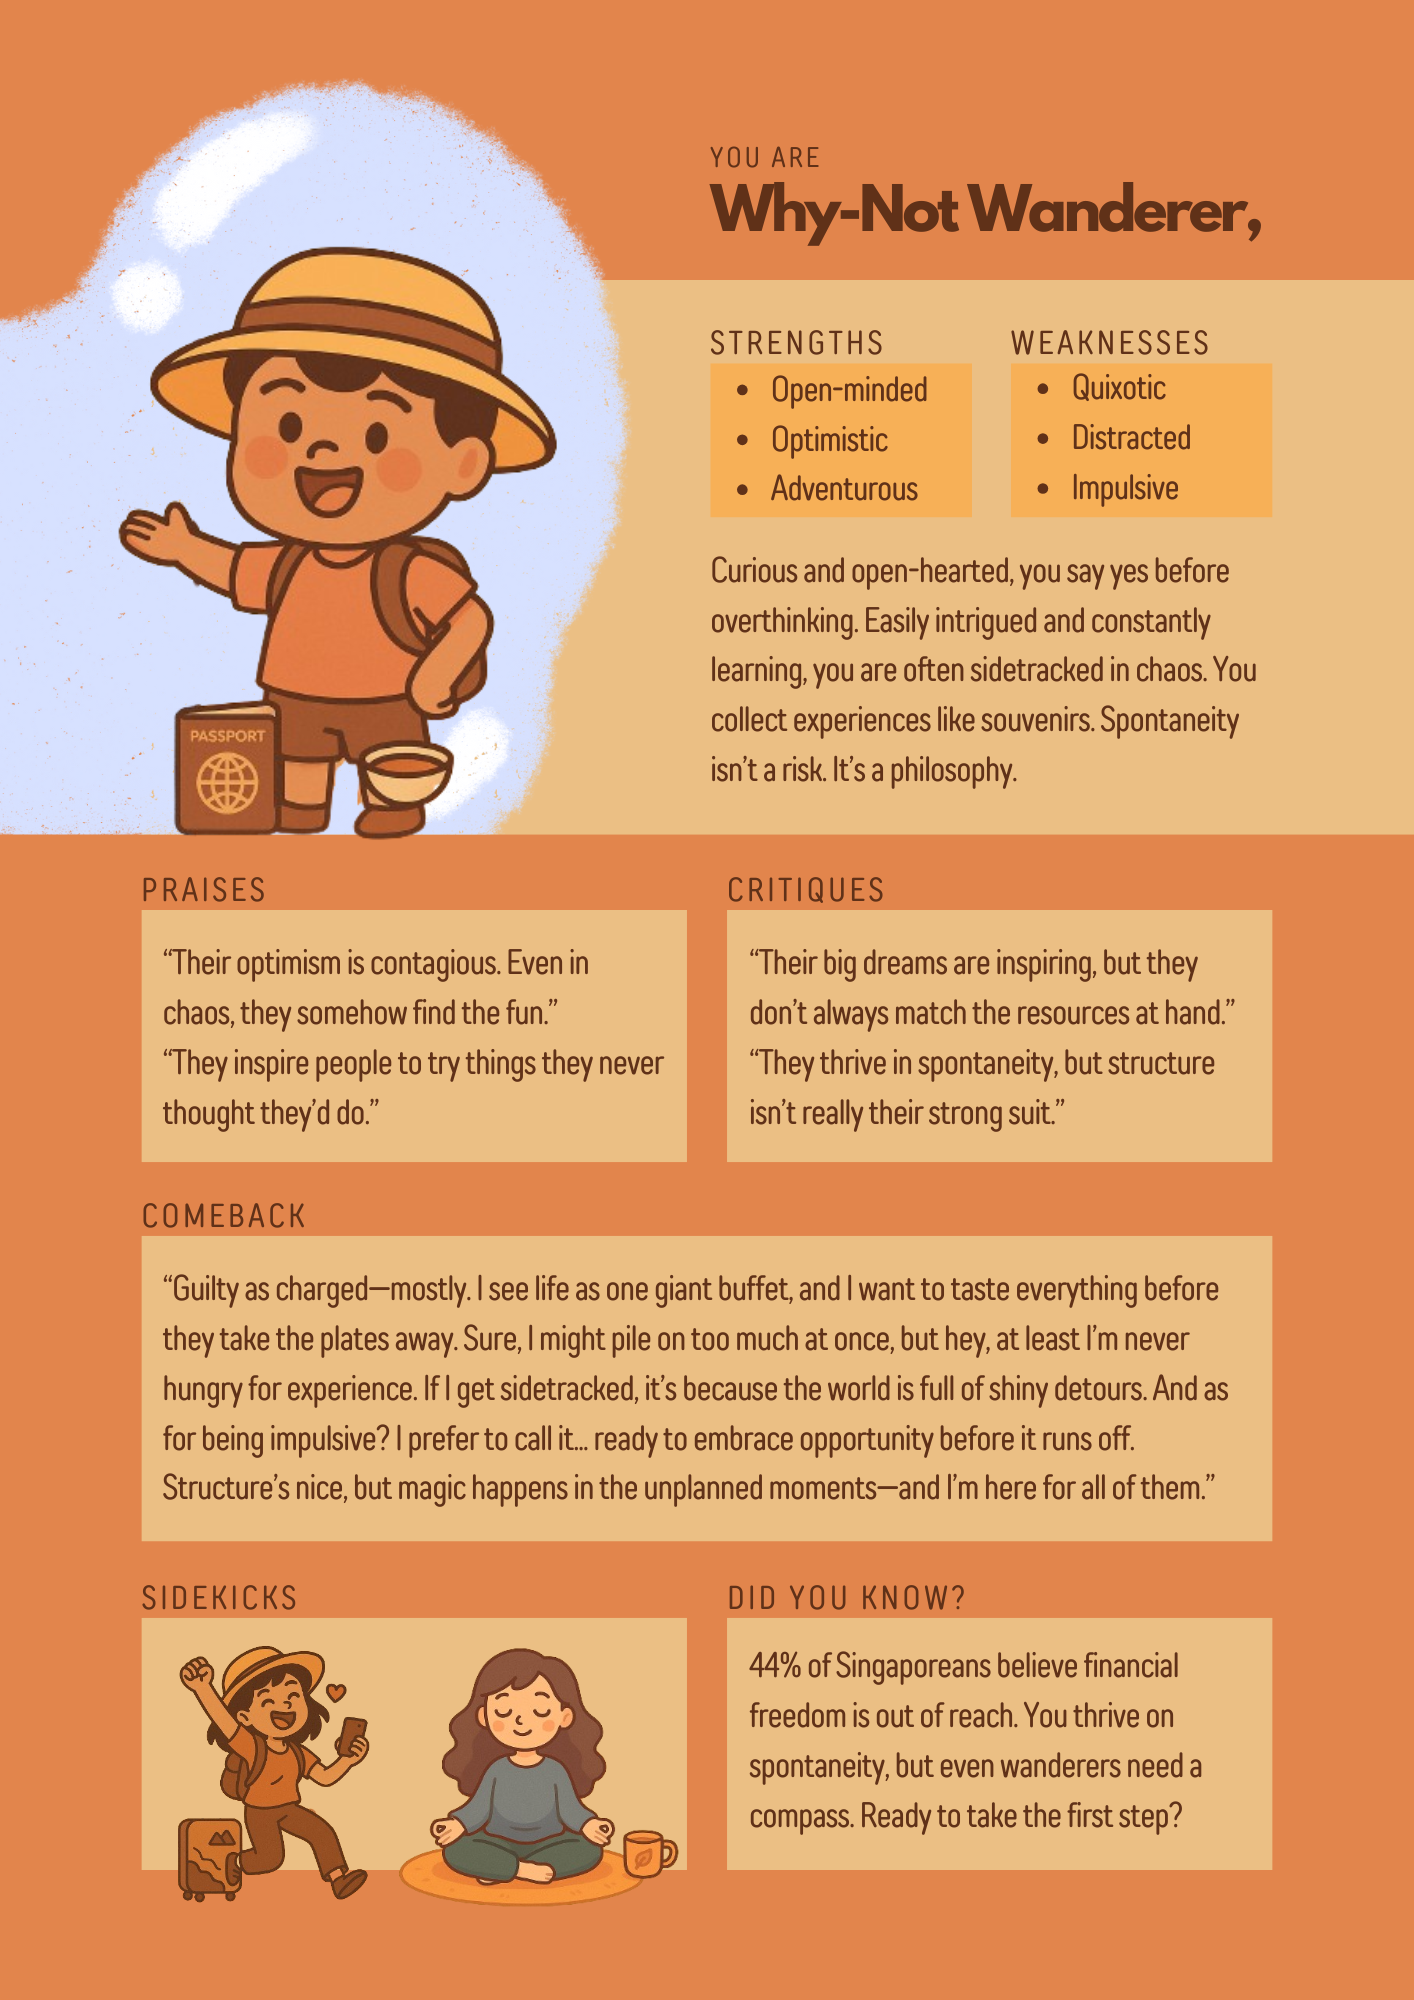 YOU ARE
Why-Not Wanderer,
STRENGTHS
• Open-minded
• Optimistic
• Adventurous
WEAKNESSES
• Quixotic
• Distracted
• Impulsive
Curious and open-hearted, you say yes before
overthinking. Easily intrigued and constantly
learning, you are often sidetracked in chaos. You
collect experiences like souvenirs. Spontaneity
isn’t a risk. It’s a philosophy.
PASSPORT
PRAISES
“Their optimism is contagious. Even in
chaos, they somehow find the fun.”
“They inspire people to try things they never
thought they’d do.”
CRITIQUES
“Their big dreams are inspiring, but they
don’t always match the resources at hand.”
“They thrive in spontaneity, but structure
isn’t really their strong suit.”
COMEBACK
“Guilty as charged—mostly. I see life as one giant buffet, and I want to taste everything before
they take the plates away. Sure, I might pile on too much at once, but hey, at least I’m never
hungry for experience. If I get sidetracked, it’s because the world is full of shiny detours. And as
for being impulsive? I prefer to call it... ready to embrace opportunity before it runs off.
Structure’s nice, but magic happens in the unplanned moments—and I’m here for all of them.”
SIDEKICKS
DID YOU KNOW?
44% of Singaporeans believe financial
freedom is out of reach. You thrive on
spontaneity, but even wanderers need a
compass. Ready to take the first step?